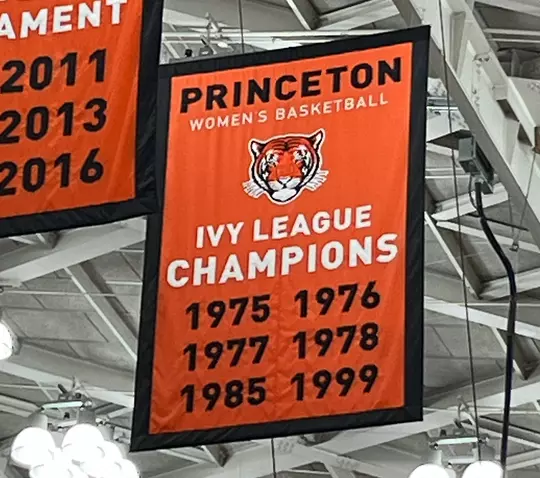 AMENT
2011
2013
2016
PRINCETON
WOMEN'S BASKETBALL
IVY LEAGUE
CHAMPIONS
1975 1976
1977 1978
1985 1999